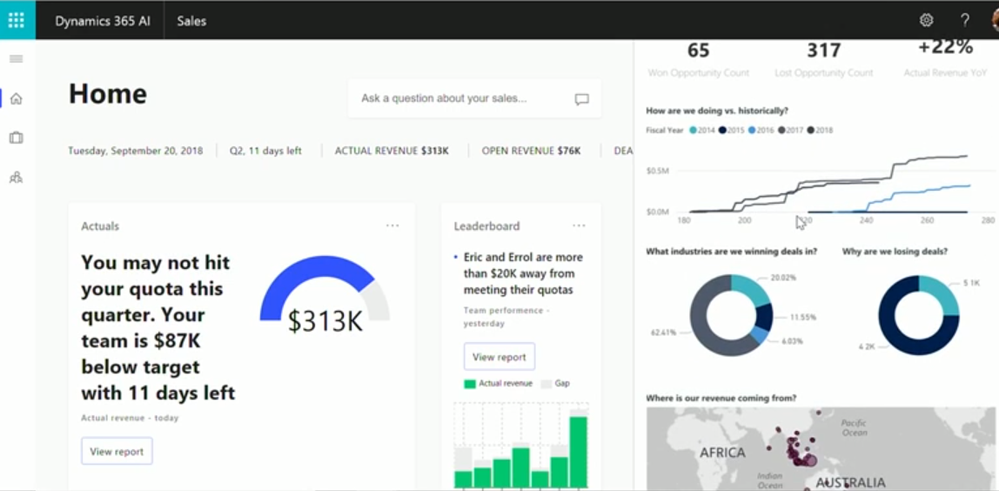 Dynamics 365 AI
Sales
?
Home
Ask a question about your sales...
Tuesday, September 20, 2018
Q2, 11 days left
ACTUAL REVENUE $313K
OPEN REVENUE $76K
DEA
Actuals
...
You may not hit
your quota this
quarter. Your
team is $87K
below target
with 11 days left
Actual revenue - today
View report
$313K
Leaderboard
...
• Eric and Errol are more
than $20K away from
meeting their quotas
Team performence -
yesterday
View report
Actual revenue
Gap
65
317
+22%
Won Opportunity Count
Lost Opportunity Count
Actual Revenue YoY
How are we doing vs. historically?
Fiscal Year 2014 2015 2016 2017 2018
$0.5M
$0.0M
180 200 220 240 260 280
What industries are we winning deals in?
20.02%
11.55%
6.03%
62.41%
Why are we losing deals?
5 1K
4 2K
Where is our revenue coming from?
Pacific
Ocean
AFRICA
Indian
Ocean
AUSTRALIA